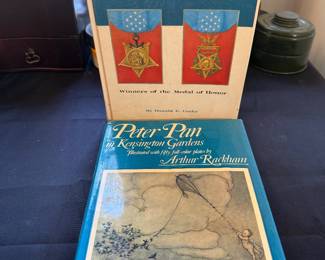 Winners of the Medal of Honor
By Donald E. Cooke
Peter Pan
in Kensington Gardens
Illustrated with fifty full-color plates by
Arthur Rackham